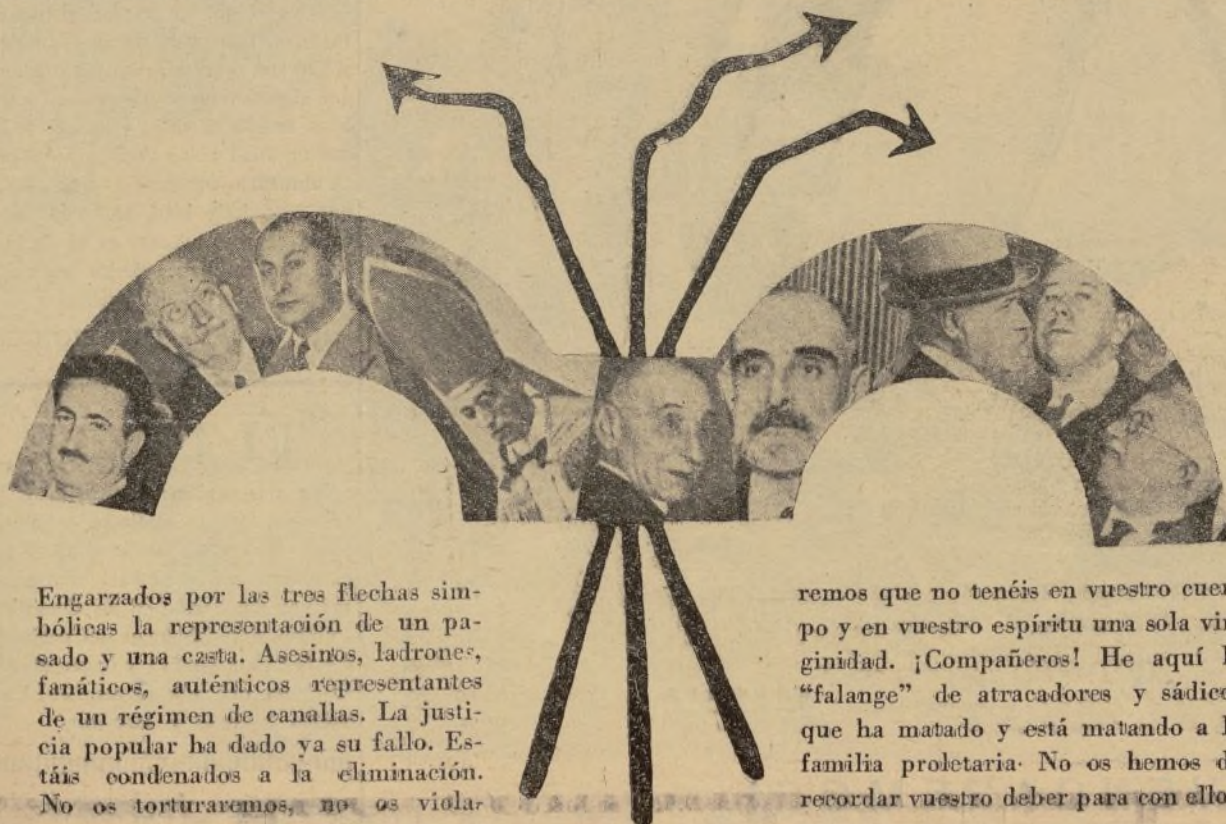 Engarzados por las tres flechas sim-
bólicas la representación de un pa-
sado y una casta. Asesinos, ladrones,
fanáticos, auténticos representantes
de un régimen de canallas. La justi-
cia popular ha dado ya su fallo. Es-
táis condenados a la eliminación.
No os torturaremos, no os viola-
remos que no tenéis en vuestro cuer
po y en vuestro espíritu una sola vir
ginidad. ¡Compañeros! He aquí l
"falange" de atracadores y sádico
que ha matado y está matando a l
familia proletaria. No os hemos d
recordar vuestro deber para con ello